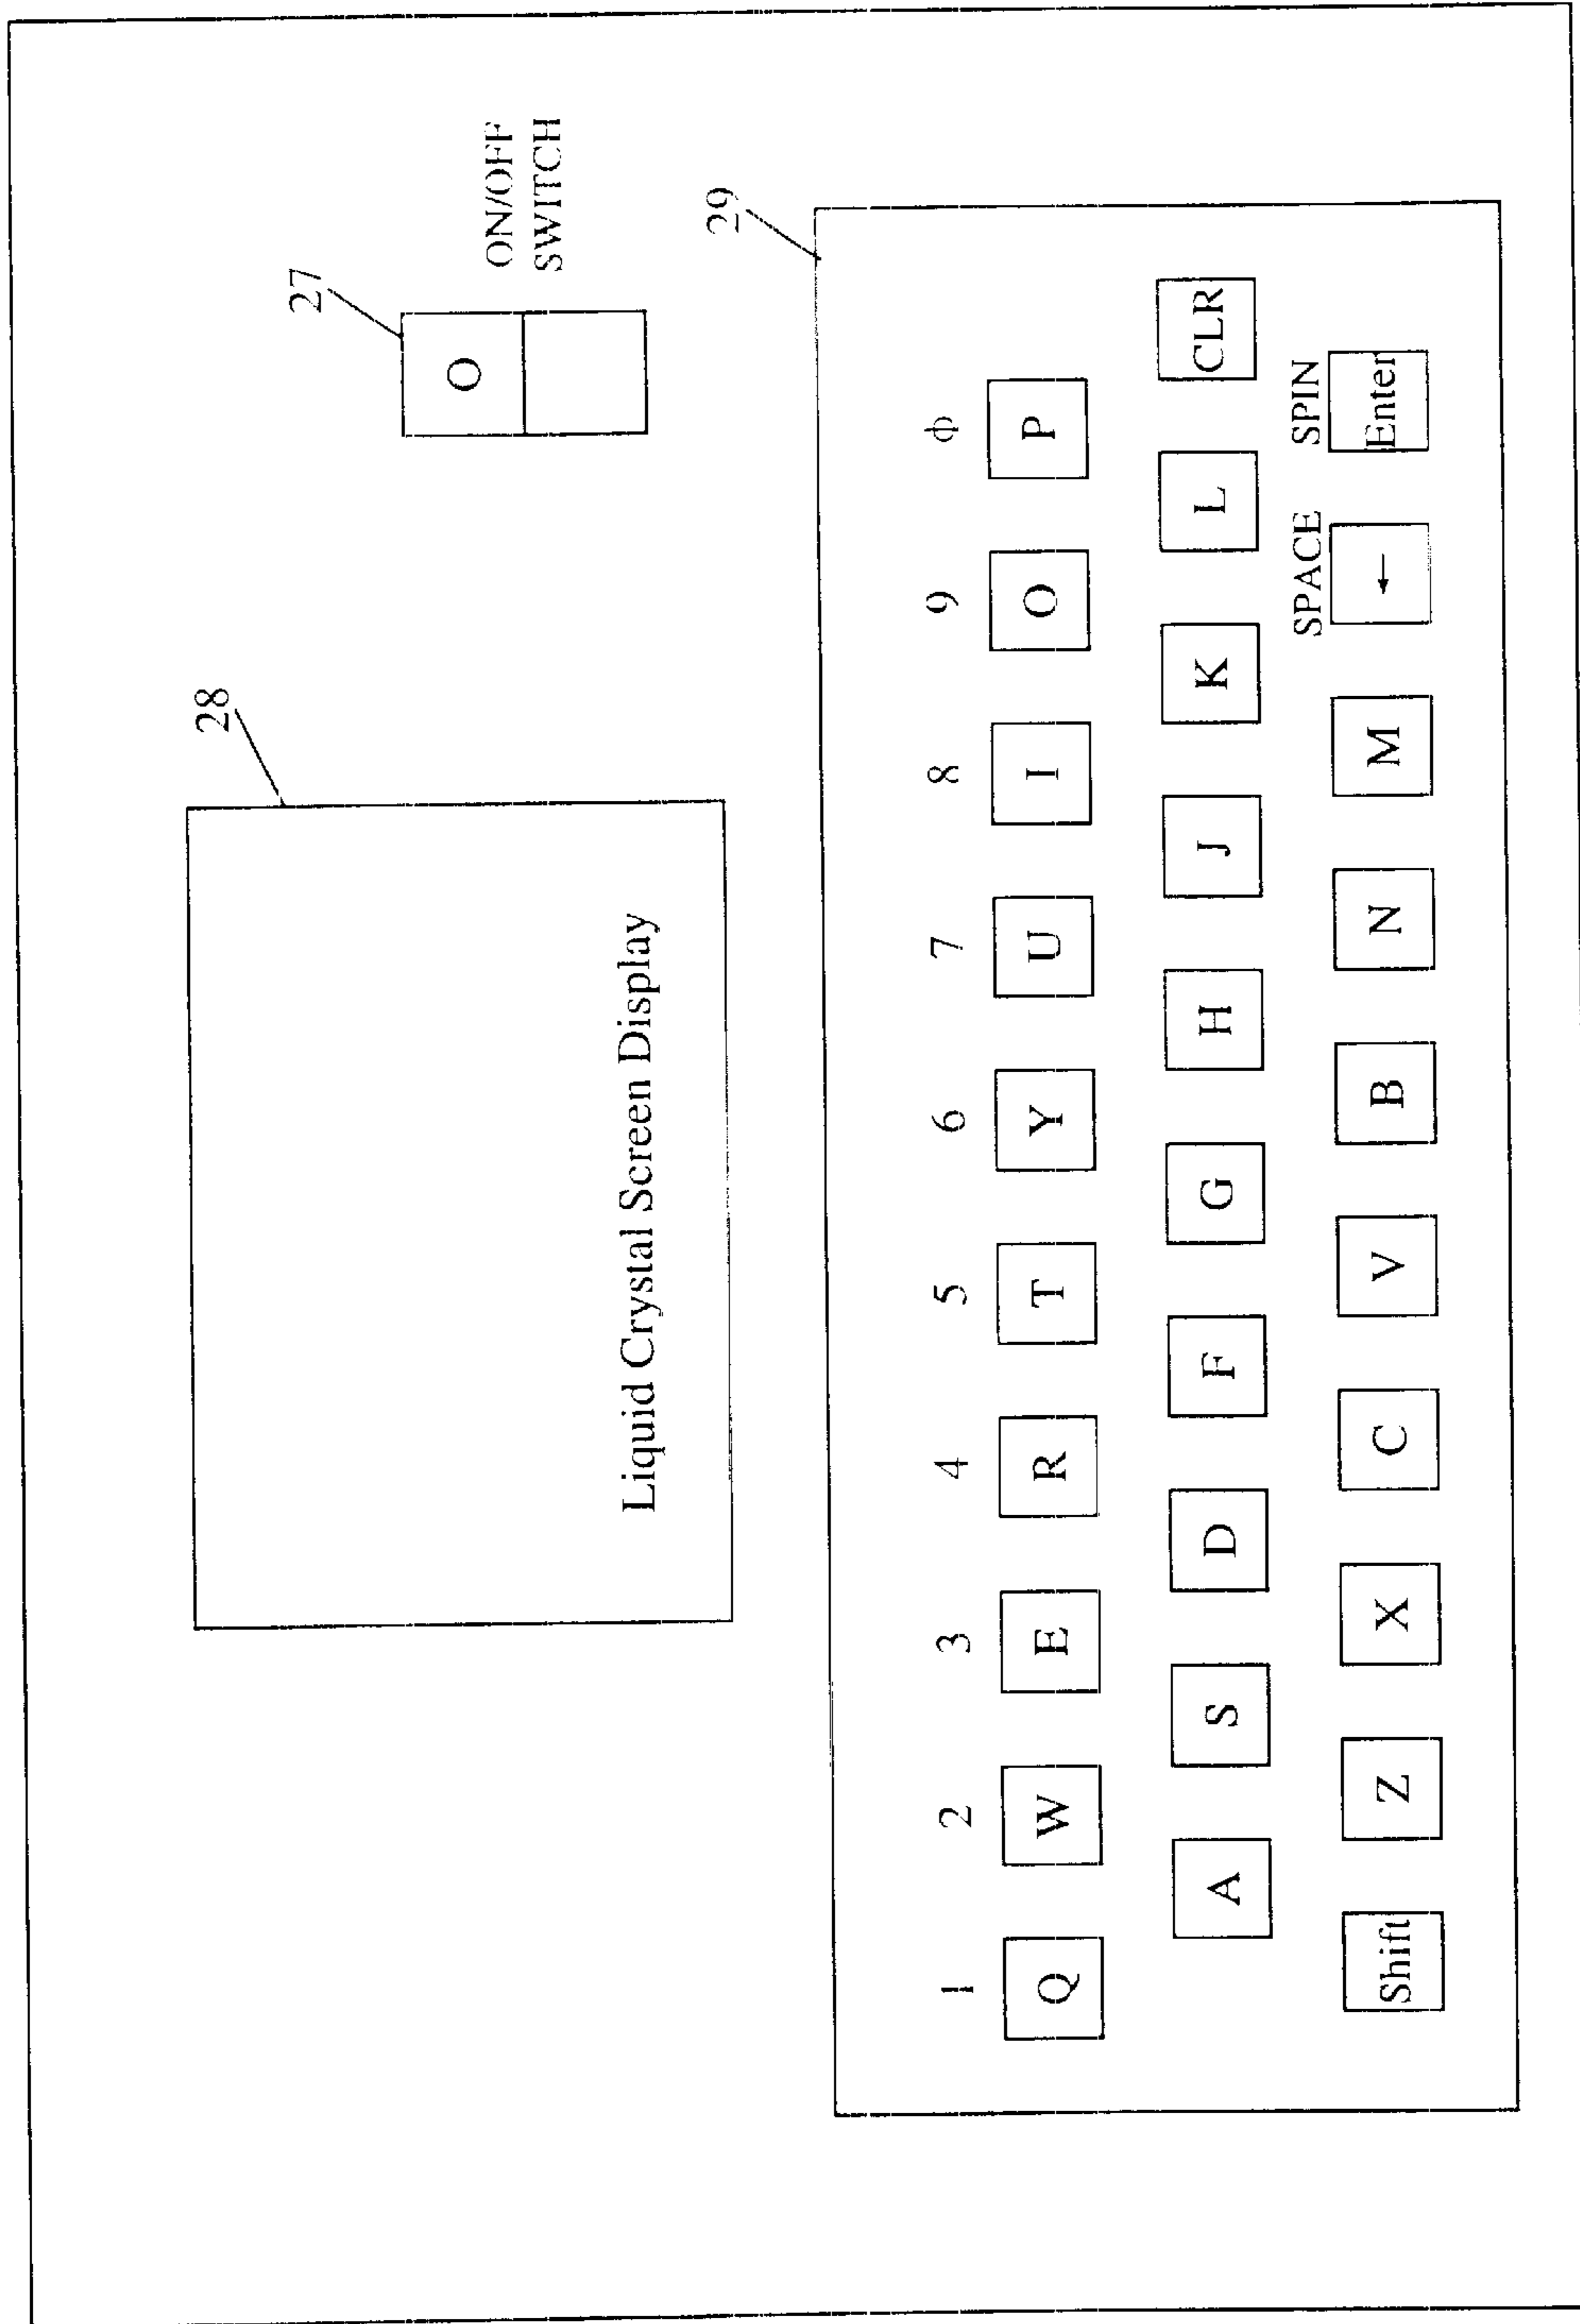 27
O
ON/OFF
SWITCH
28
Liquid Crystal Screen Display
29
1 2 3 4 5 6 7 8 9 ф
Q W E R T Y U I O P
A S D F G H J K L CLR
SPACE SPIN
Shift Z X C V B N M ← Enter